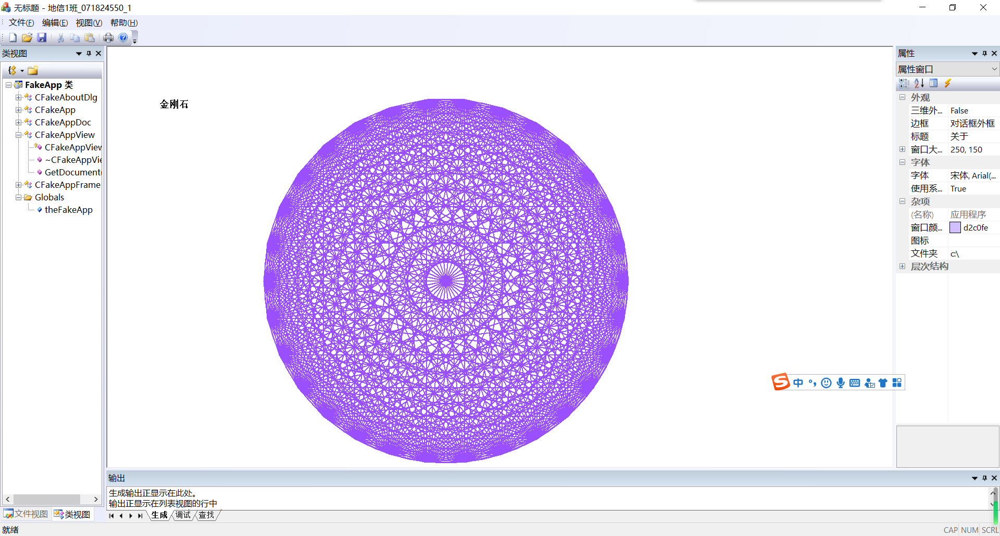 无标题 - 地信1班_071824550_1
文件(F) 编辑(E) 视图(V) 帮助(H)
类视图
FakeApp 类
CFakeAboutDlg
CFakeApp
CFakeAppDoc
CFakeAppView
CFakeAppView
~CFakeAppVie
GetDocument(
CFakeAppFrame
Globals
theFakeApp
文件视图 类视图
金刚石
中
属性
属性窗口
外观
三维外... False
边框 对话框外框
标题 关于
窗口大... 250, 150
字体
字体 宋体, Arial(...
使用系... True
杂项
(名称) 应用程序
窗口颜... d2c0fe
图标
文件夹 c:\
层次结构
输出
生成输出正显示在此处。
输出正显示在列表视图的行中
生成 调试 查找
就绪
CAP NUM SCRL